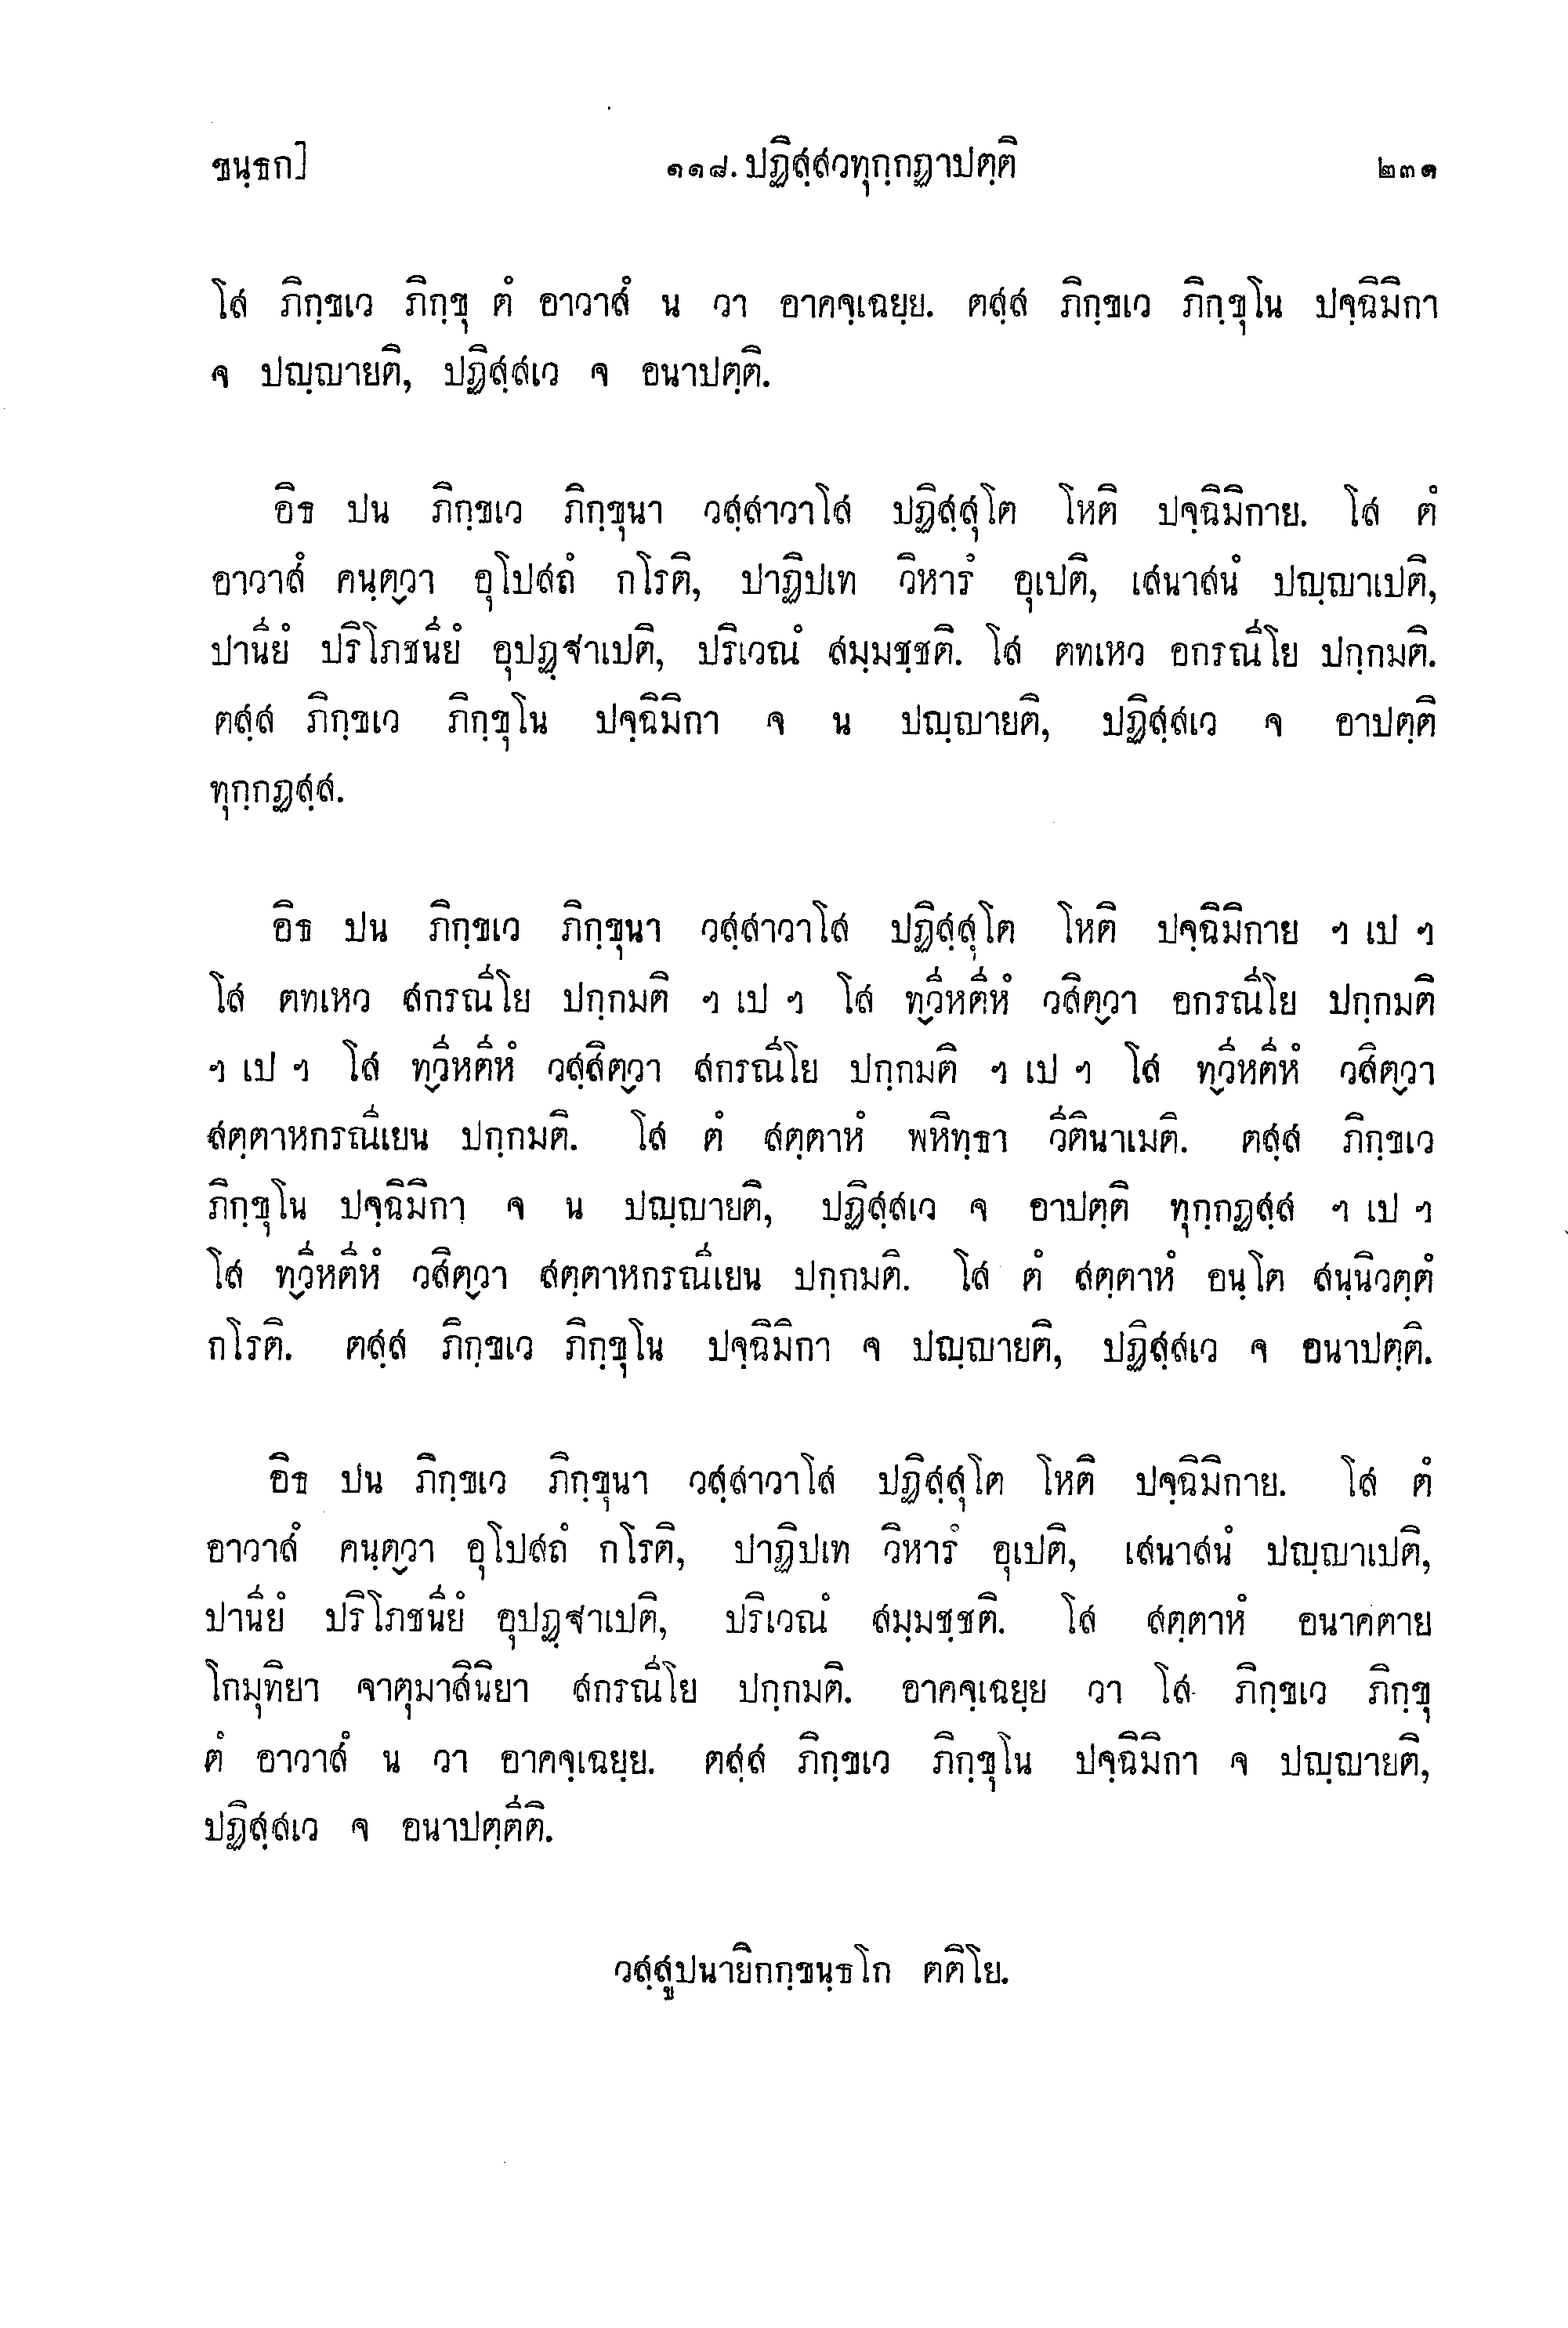 ขนฺธก]
๑๑๘. ปฏิสฺสวทุกฺกฏาปตฺติ
๒๓๑
โส ภิกฺขเว ภิกฺขุ ตํ อาวาสํ น วา อาคจฺเฉยฺย. ตสฺส ภิกฺขเว ภิกฺขุโน ปจฺฉิมิกา
จ ปญฺญายติ, ปฏิสฺสเว จ อนาปตฺติ.
อิธ ปน ภิกฺขเว ภิกฺขุนา วสฺสาวาโส ปฏิสฺสุโต โหติ ปจฺฉิมิกาย. โส ตํ
อาวาสํ คนฺตฺวา อุโปสถํ กโรติ, ปาฏิปเท วิหารํ อุเปติ, เสนาสนํ ปญฺญาเปติ,
ปานียํ ปริโภชนียํ อุปฏฺฐาเปติ, ปริเวณํ สมฺมชฺชติ. โส ตทเหว อกรณีโย ปกฺกมติ.
ตสฺส ภิกฺขเว ภิกฺขุโน ปจฺฉิมิกา จ น ปญฺญายติ, ปฏิสฺสเว จ อาปตฺติ
ทุกฺกฏสฺส.
อิธ ปน ภิกฺขเว ภิกฺขุนา วสฺสาวาโส ปฏิสฺสุโต โหติ ปจฺฉิมิกาย ฯ เป ฯ
โส ตทเหว สกรณีโย ปกฺกมติ ฯ เป ฯ โส ทฺวีหตีหํ วสิตฺวา อกรณีโย ปกฺกมติ
ฯ เป ฯ โส ทฺวีหตีหํ วสฺสิตฺวา สกรณีโย ปกฺกมติ ฯ เป ฯ โส ทฺวีหตีหํ วสิตฺวา
สตฺตาหกรณีเยน ปกฺกมติ. โส ตํ สตฺตาหํ พหิทฺธา วีตินาเมติ. ตสฺส ภิกฺขเว
ภิกฺขุโน ปจฺฉิมิกา จ น ปญฺญายติ, ปฏิสฺสเว จ อาปตฺติ ทุกฺกฏสฺส ฯ เป ฯ
โส ทฺวีหตีหํ วสิตฺวา สตฺตาหกรณีเยน ปกฺกมติ. โส ตํ สตฺตาหํ อนฺโต สนฺนิวตฺตํ
กโรติ. ตสฺส ภิกฺขเว ภิกฺขุโน ปจฺฉิมิกา จ ปญฺญายติ, ปฏิสฺสเว จ อนาปตฺติ.
อิธ ปน ภิกฺขเว ภิกฺขุนา วสฺสาวาโส ปฏิสฺสุโต โหติ ปจฺฉิมิกาย. โส ตํ
อาวาสํ คนฺตฺวา อุโปสถํ กโรติ, ปาฏิปเท วิหารํ อุเปติ, เสนาสนํ ปญฺญาเปติ,
ปานียํ ปริโภชนียํ อุปฏฺฐาเปติ, ปริเวณํ สมฺมชฺชติ. โส สตฺตาหํ อนาคตาย
โกมุทิยา จาตุมาสินิยา สกรณีโย ปกฺกมติ. อาคจฺเฉยฺย วา โส ภิกฺขเว ภิกฺขุ
ตํ อาวาสํ น วา อาคจฺเฉยฺย. ตสฺส ภิกฺขเว ภิกฺขุโน ปจฺฉิมิกา จ ปญฺญายติ,
ปฏิสฺสเว จ อนาปตฺตีติ.
วสฺสูปนายิกกฺขนฺธโก ตติโย.